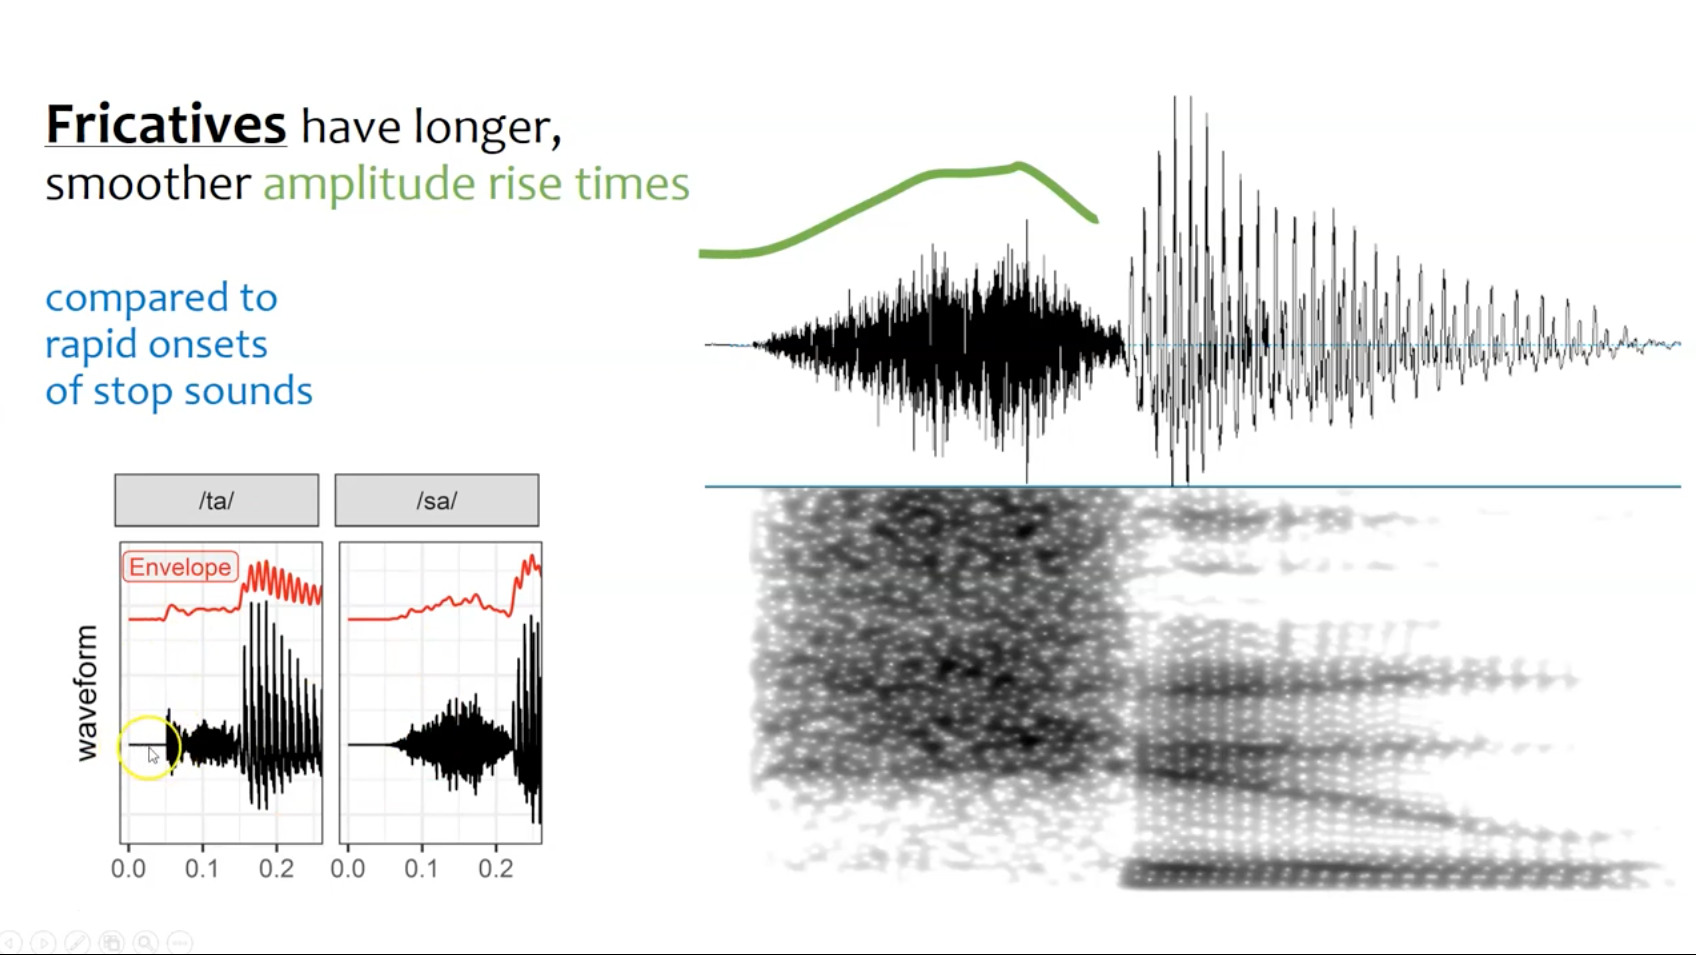 Fricatives have longer,
smoother amplitude rise times
compared to
rapid onsets
of stop sounds
/ta/ /sa/
Envelope
waveform
0.0 0.1 0.2 0.0 0.1 0.2